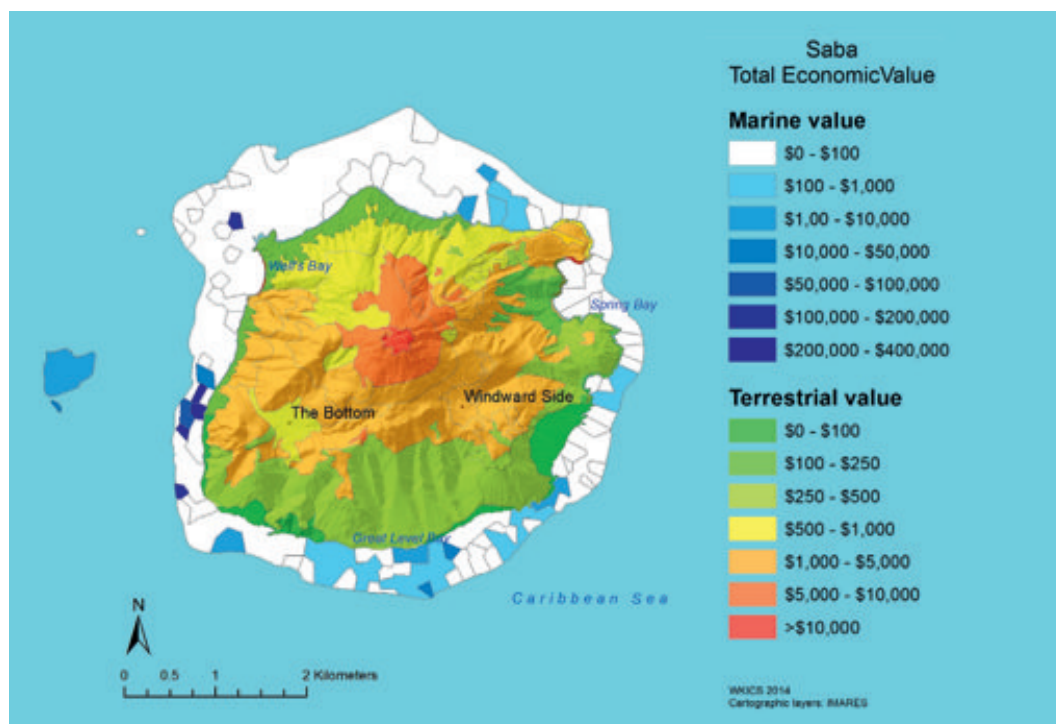 Saba
Total EconomicValue
Marine value
$0 - $100
$100 - $1,000
$1,00 - $10,000
$10,000 - $50,000
$50,000 - $100,000
$100,000 - $200,000
$200,000 - $400,000
Terrestrial value
$0 - $100
$100 - $250
$250 - $500
$500 - $1,000
$1,000 - $5,000
$5,000 - $10,000
>$10,000
Well's Bay
Spring Bay
Windward Side
The Bottom
Great Level Bay
Caribbean Sea
N
0 0.5 1 2 Kilometers
WKICS 2014
Cartographic layers: IMARES